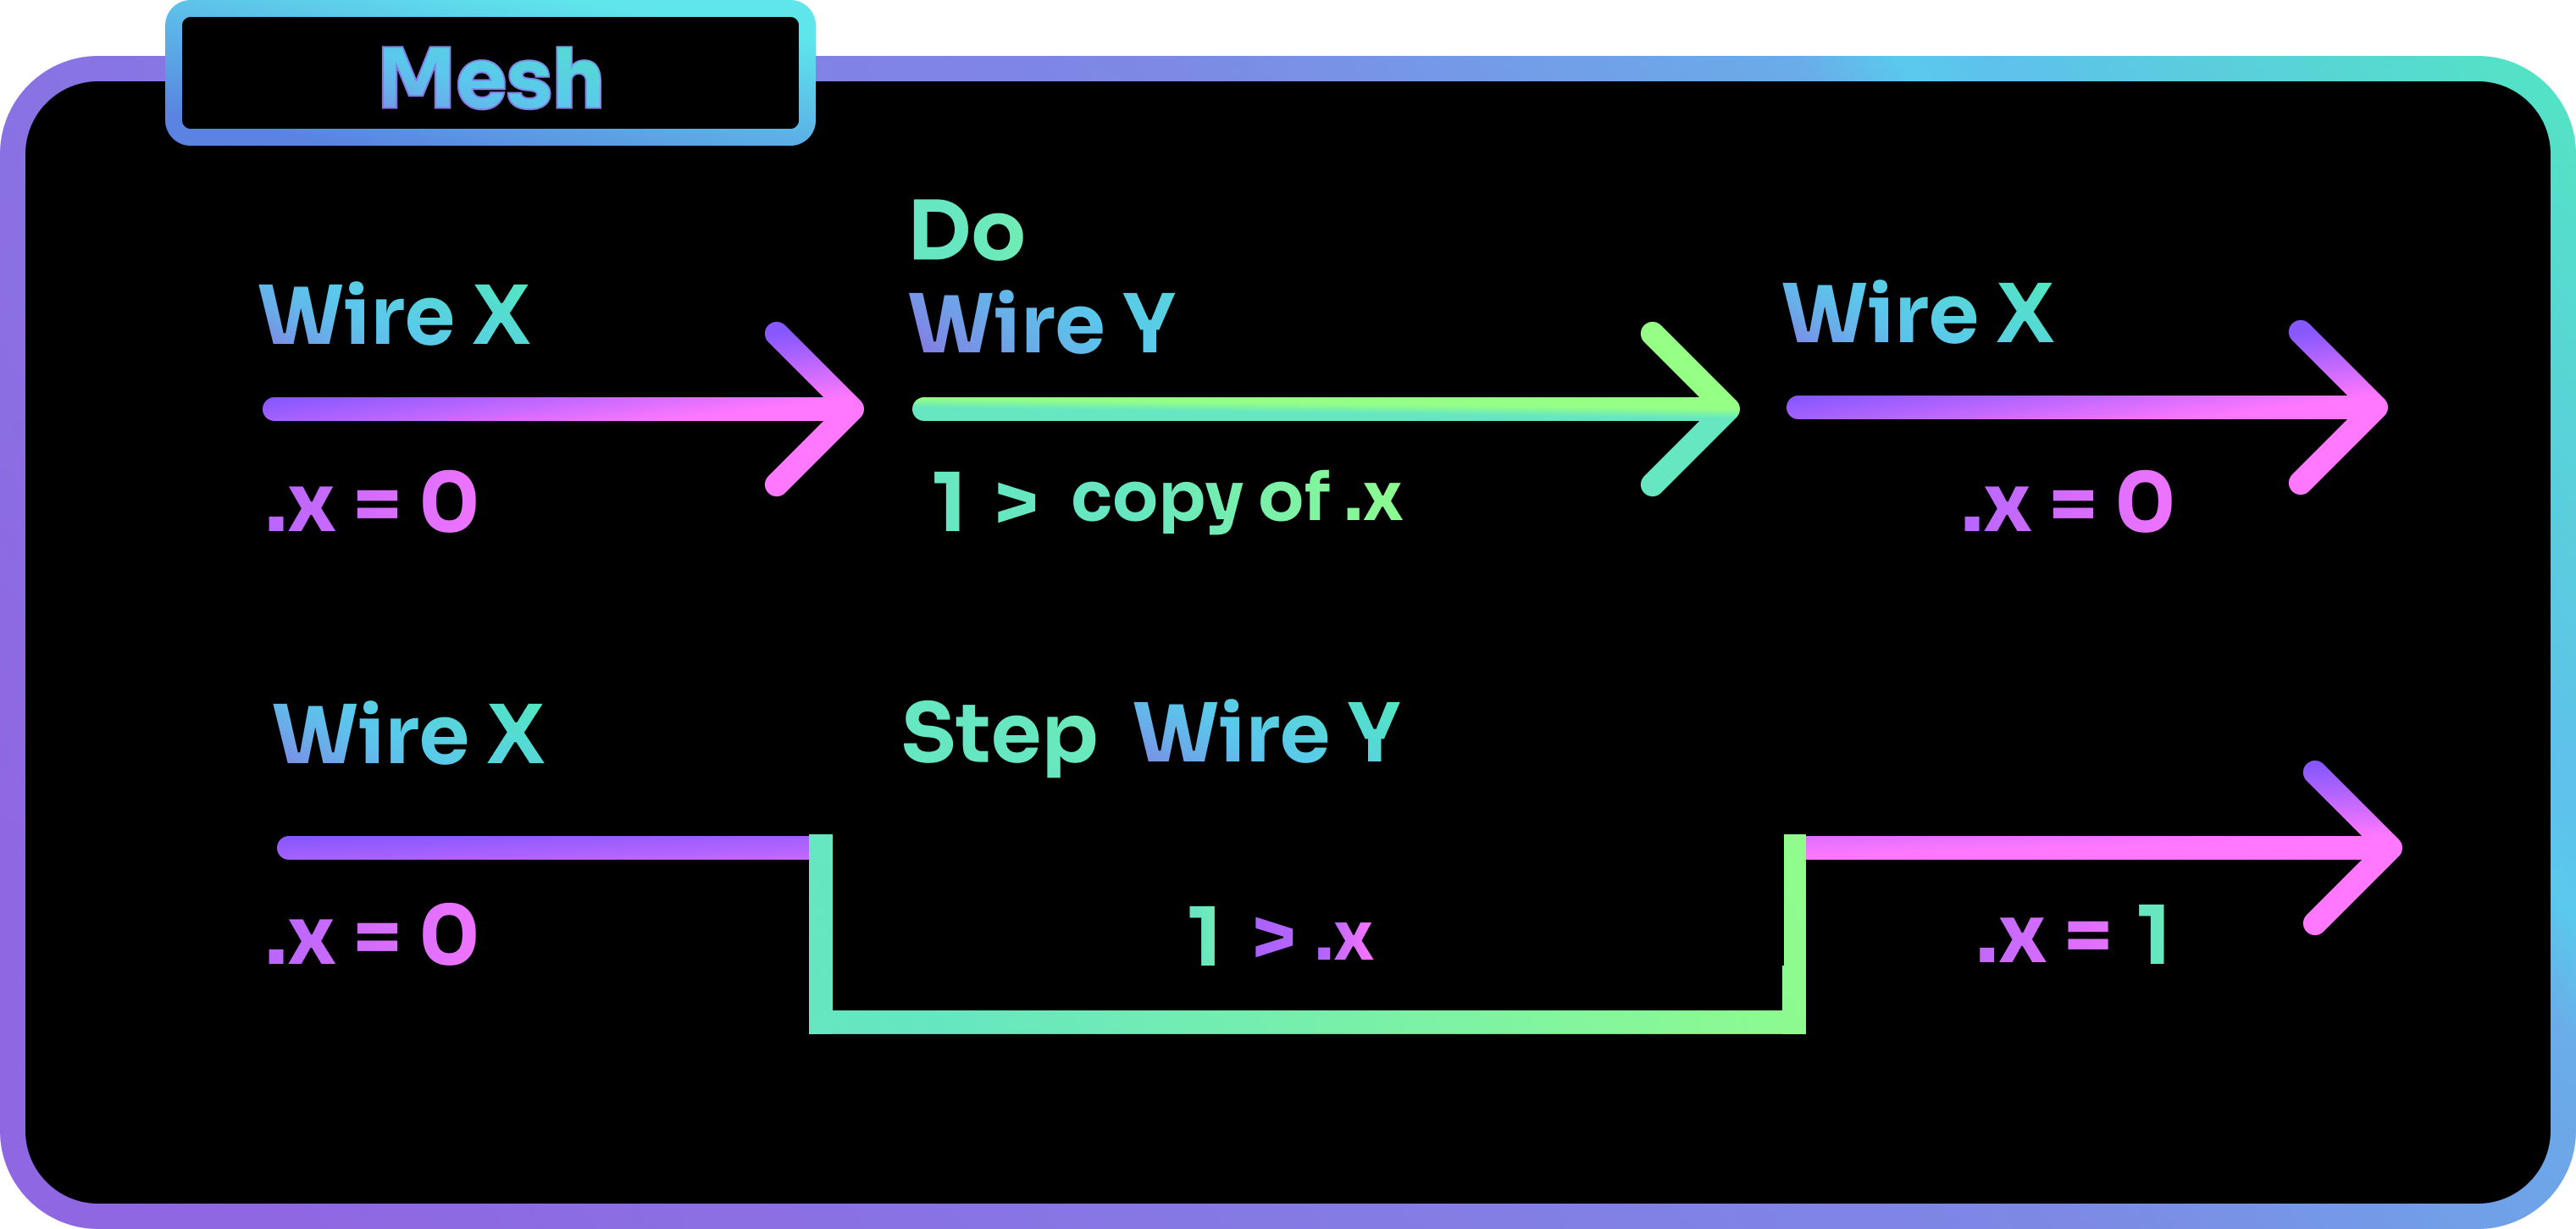 Mesh
Do
Wire X
Wire Y
Wire X
.x = 0
1 > copy of .x
.x = 0
Wire X
Step Wire Y
.x = 0
1 > .x
.x = 1